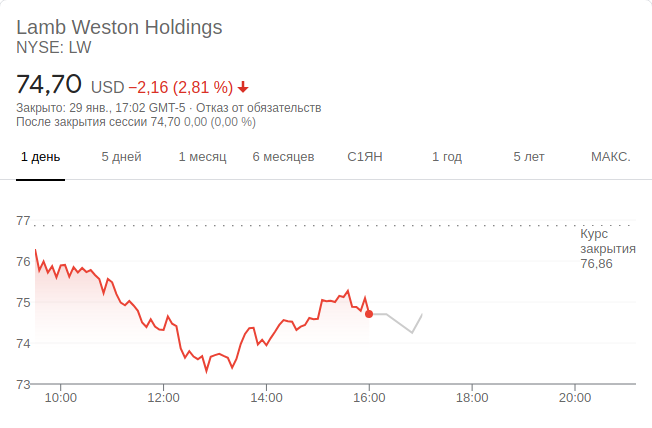 Lamb Weston Holdings
NYSE: LW
74,70 USD −2,16 (2,81 %)
Закрыто: 29 янв., 17:02 GMT-5 · Отказ от обязательств
После закрытия сессии 74,70 0,00 (0,00 %)
1 день 5 дней 1 месяц 6 месяцев С1ЯН 1 год 5 лет МАКС.
77
Курс
закрытия
76,86
76
75
74
73
10:00 12:00 14:00 16:00 18:00 20:00